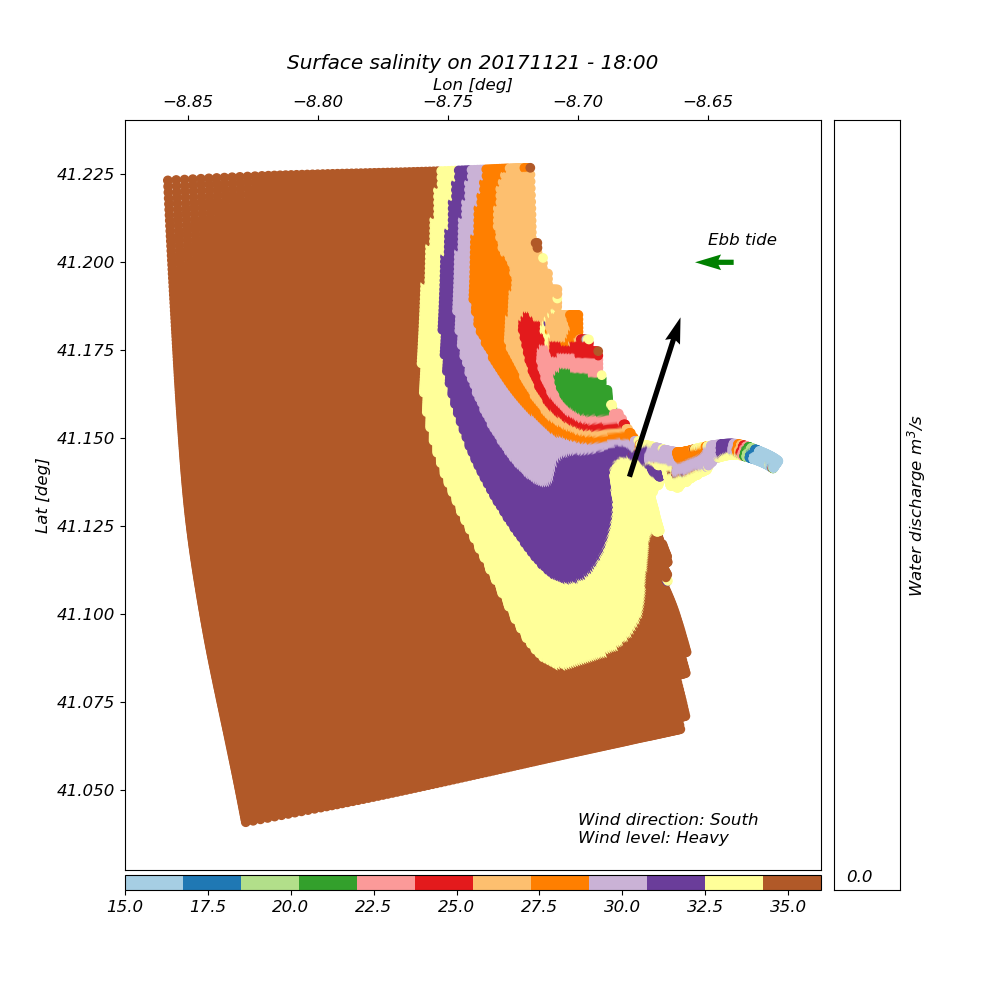 Surface salinity on 20171121 - 18:00
Lon [deg]
−8.85 −8.80 −8.75 −8.70 −8.65
41.225
41.200
41.175
41.150
41.125
41.100
41.075
41.050
Lat [deg]
Ebb tide
Wind direction: South
Wind level: Heavy
15.0 17.5 20.0 22.5 25.0 27.5 30.0 32.5 35.0
0.0
Water discharge m³/s